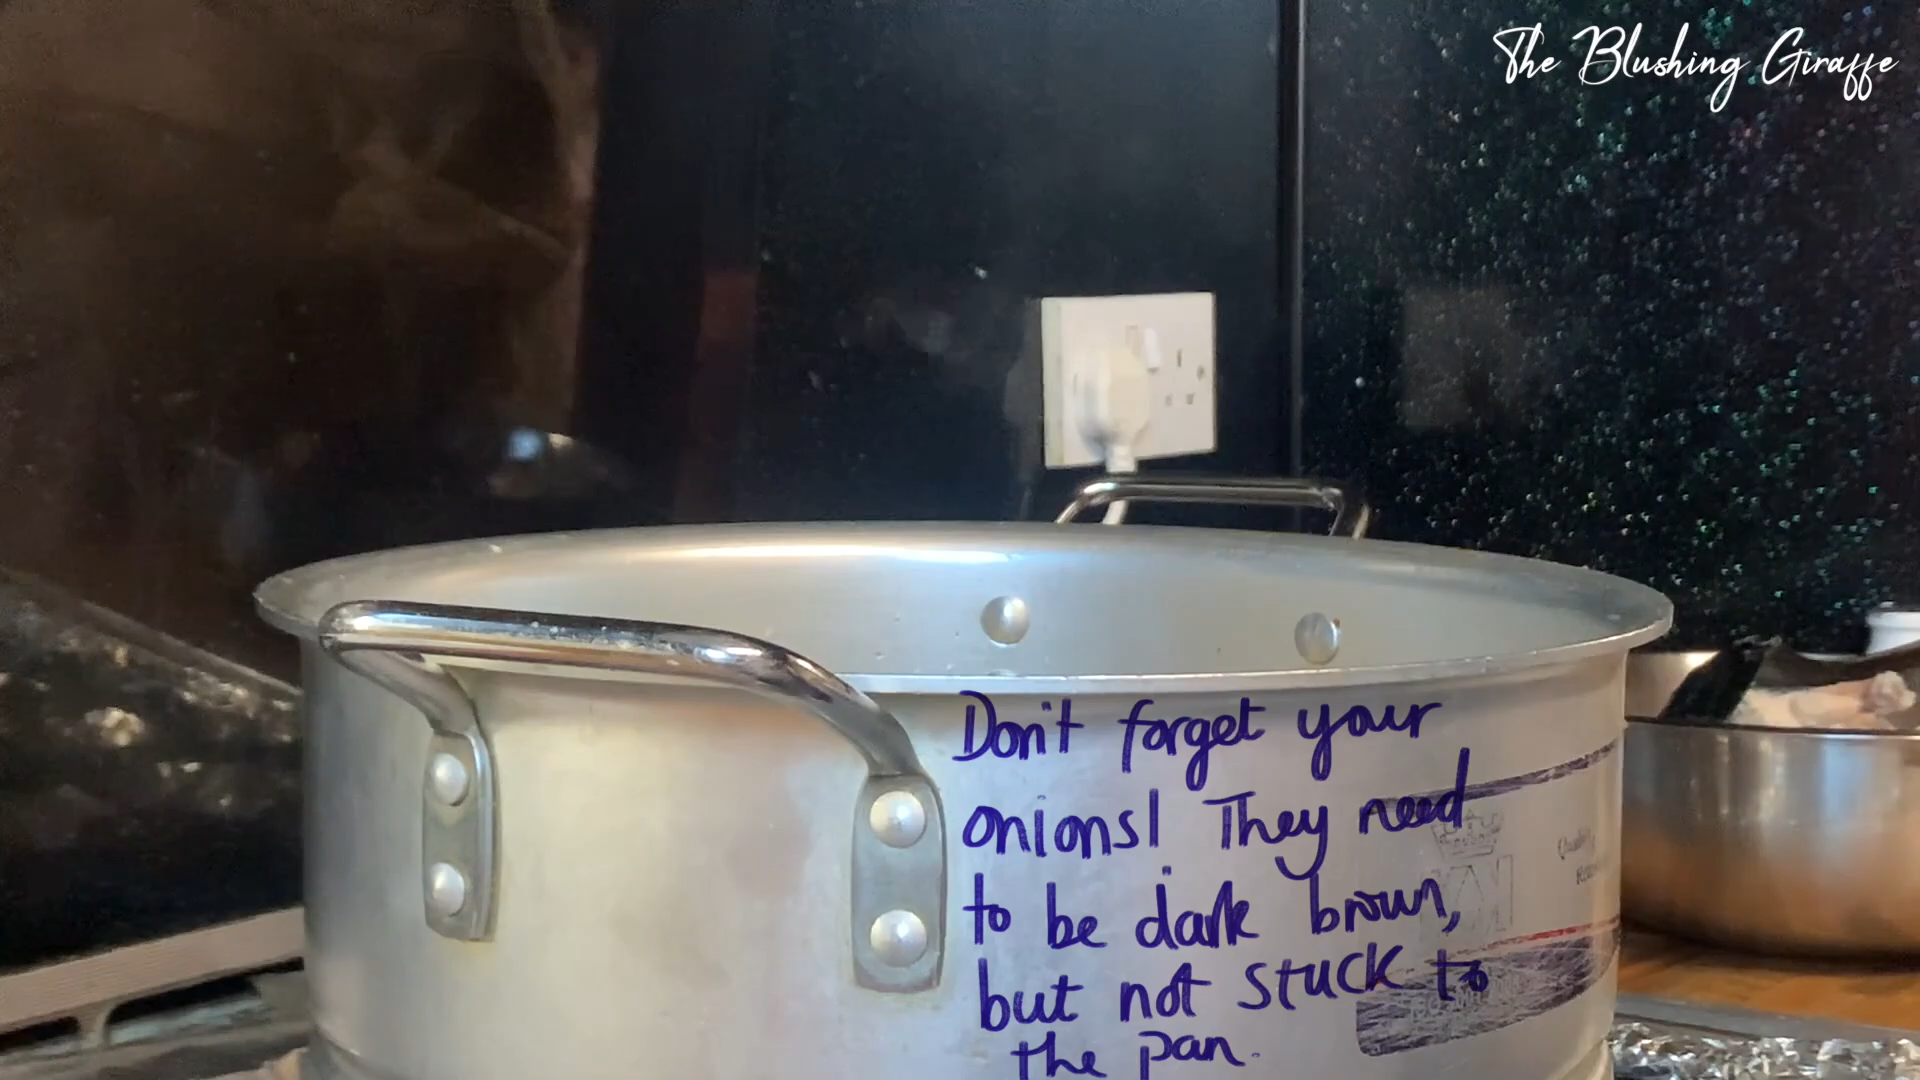 The Blushing Giraffe
Don't forget your
onions! They need
to be dark brown,
but not stuck to
the pan.